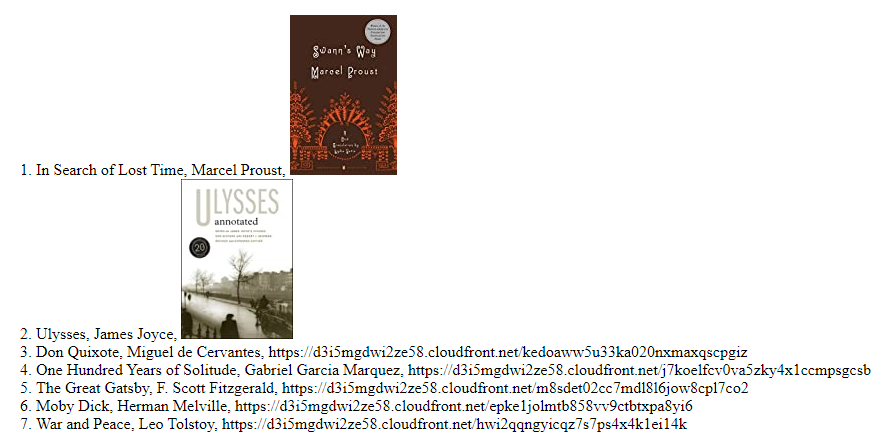 Swann's Way
Marcel Proust
1. In Search of Lost Time, Marcel Proust,
ULYSSES
annotated
20
2. Ulysses, James Joyce,
3. Don Quixote, Miguel de Cervantes, https://d3i5mgdwi2ze58.cloudfront.net/kedoaww5u33ka020nxmaxqscpgiz
4. One Hundred Years of Solitude, Gabriel Garcia Marquez, https://d3i5mgdwi2ze58.cloudfront.net/j7koelfcv0va5zky4x1ccmpsgcsb
5. The Great Gatsby, F. Scott Fitzgerald, https://d3i5mgdwi2ze58.cloudfront.net/m8sdet02cc7mdl8l6jow8cpl7co2
6. Moby Dick, Herman Melville, https://d3i5mgdwi2ze58.cloudfront.net/epke1jolmtb858vv9ctbtxpa8yi6
7. War and Peace, Leo Tolstoy, https://d3i5mgdwi2ze58.cloudfront.net/hwi2qqngyicqz7s7ps4x4k1ei14k